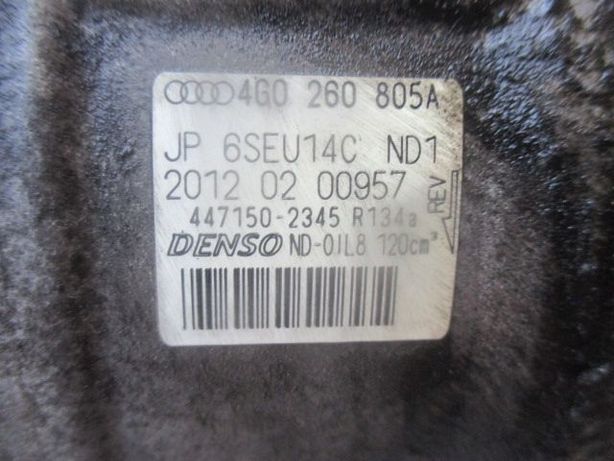 4G0 260 805A
JP 6SEU14C ND1
2012 02 00957
447150-2345 R134a
DENSO ND-OIL8 120cm³
REV